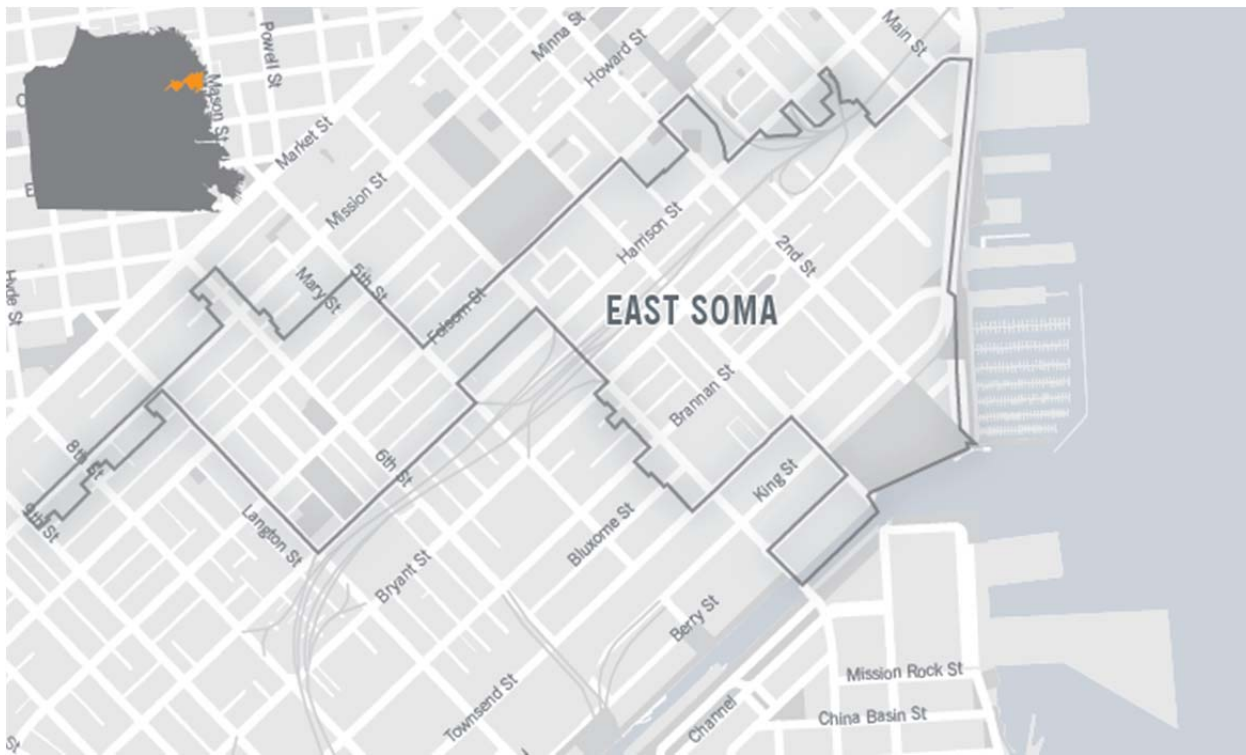 Powell St
Mason St
Minna St
Howard St
Main St
Market St
Mission St
Harrison St
2nd St
Hyde St
Mary St
5th St
Folsom St
EAST SOMA
Brannan St
8th St
6th St
King St
9th St
Langton St
Bluxome St
Bryant St
Berry St
Mission Rock St
Townsend St
Channel
China Basin St
St